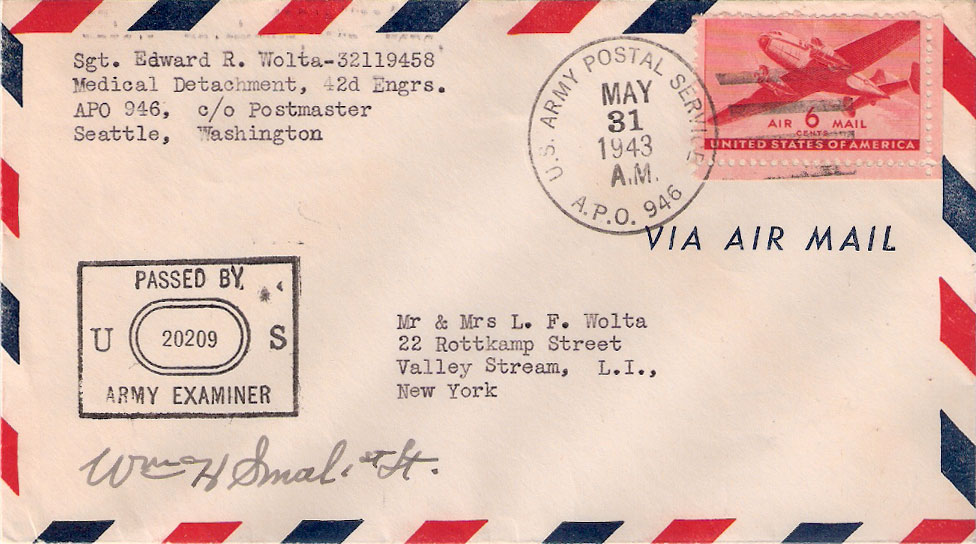 Sgt. Edward R. Wolta-32119458
Medical Detachment, 42d Engrs.
APO 946, c/o Postmaster
Seattle, Washington
U.S. ARMY POSTAL SERVICE
MAY
31
1943
A.M.
A.P.O. 946
AIR 6 MAIL
CENTS
UNITED STATES OF AMERICA
VIA AIR MAIL
PASSED BY
U 20209 S
ARMY EXAMINER
Mr & Mrs L. F. Wolta
22 Rottkamp Street
Valley Stream, L.I.,
New York
Wm H